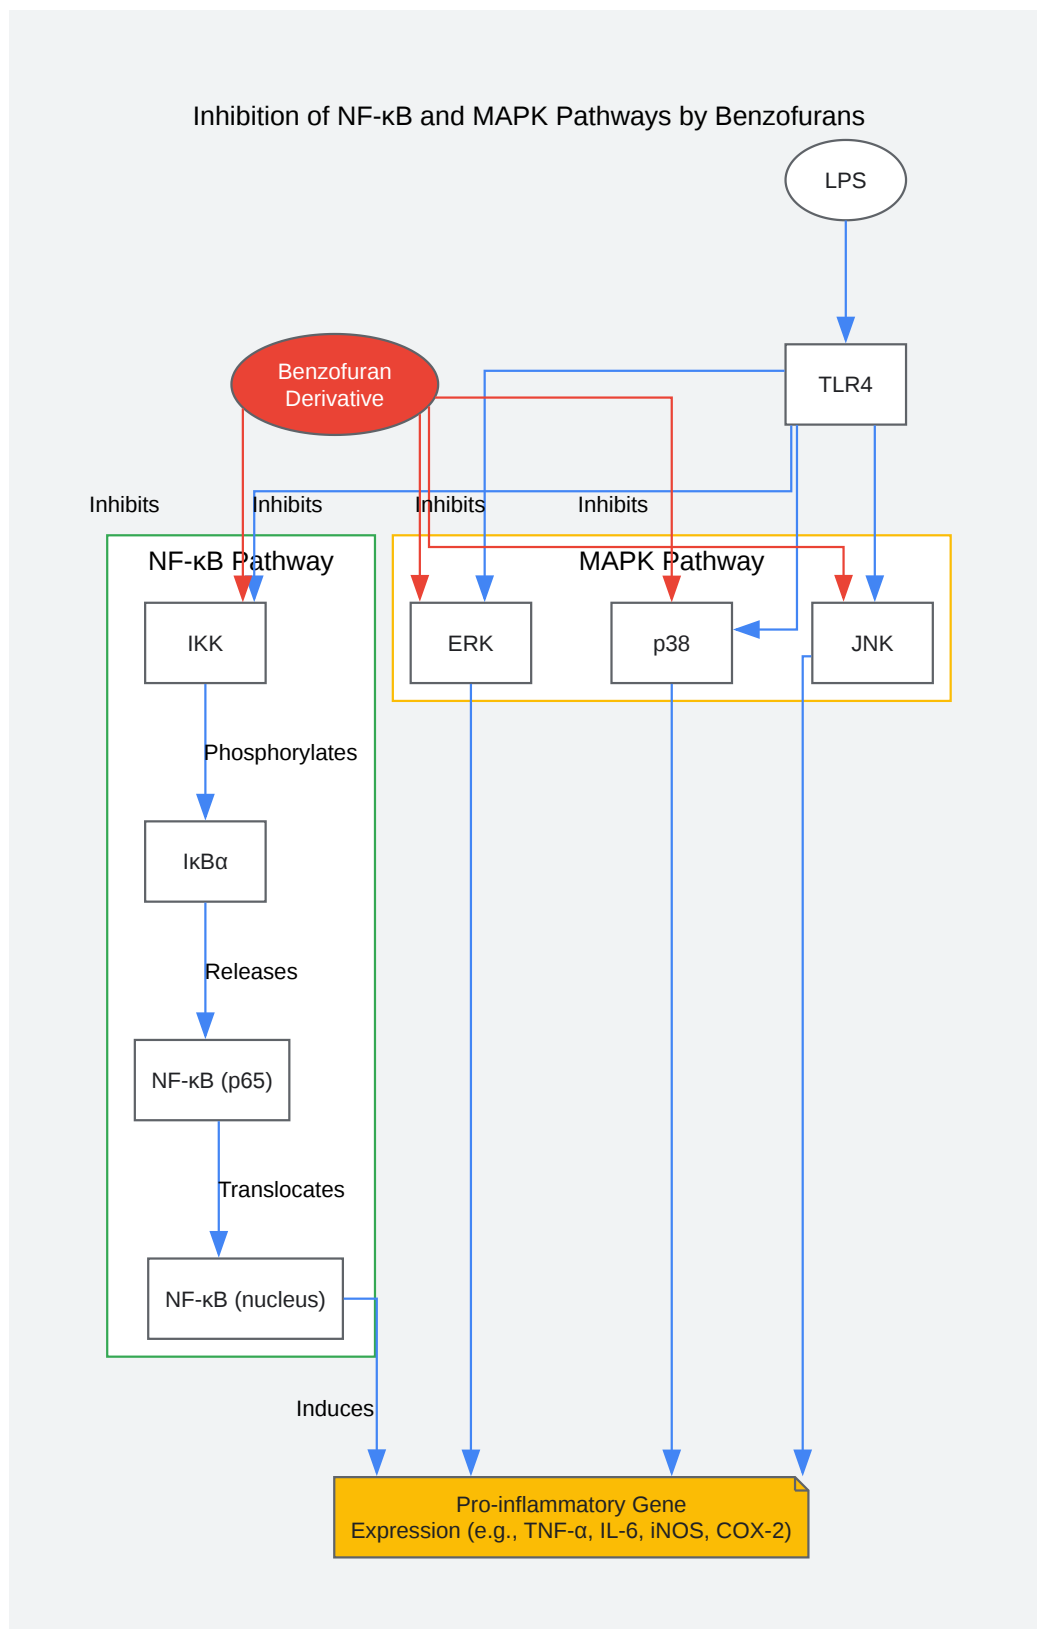 Inhibition of NF-κB and MAPK Pathways by Benzofurans
LPS
Benzofuran
Derivative
TLR4
Inhibits
Inhibits
Inhibits
Inhibits
NF-κB Pathway
MAPK Pathway
IKK
ERK
p38
JNK
Phosphorylates
IκBα
Releases
NF-κB (p65)
Translocates
NF-κB (nucleus)
Induces
Pro-inflammatory Gene
Expression (e.g., TNF-α, IL-6, iNOS, COX-2)